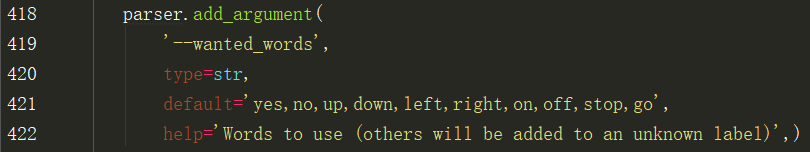 418 parser.add_argument(
419 '--wanted_words',
420 type=str,
421 default='yes,no,up,down,left,right,on,off,stop,go',
422 help='Words to use (others will be added to an unknown label)',)